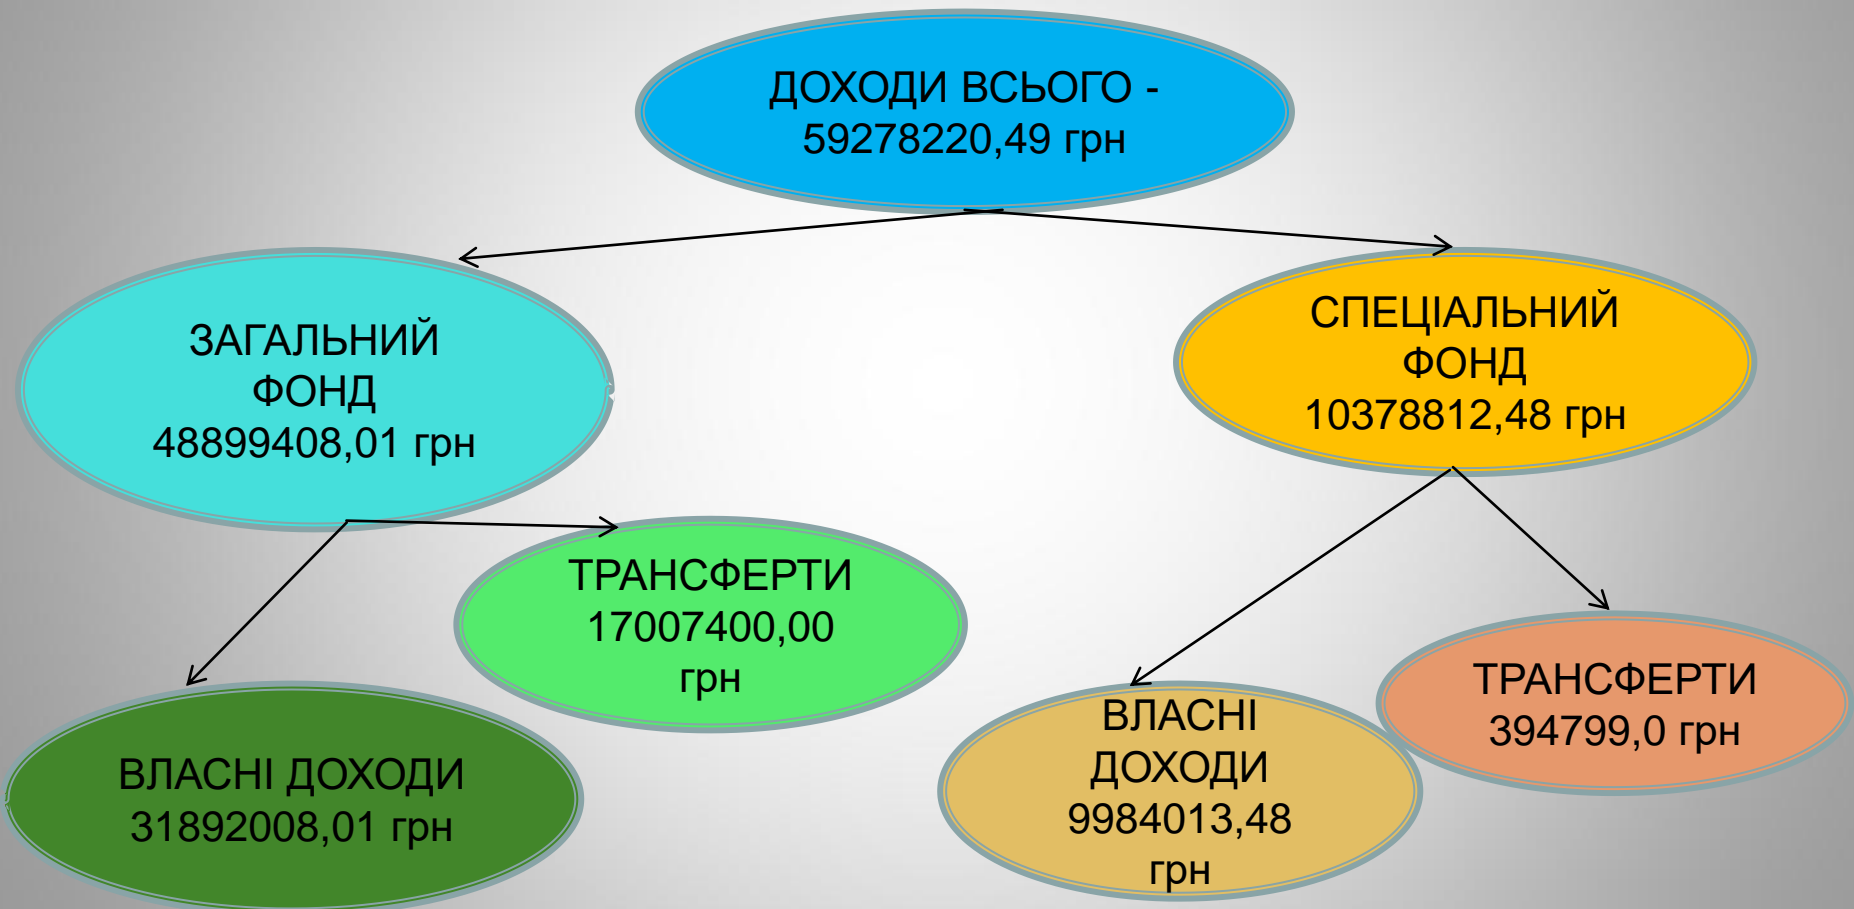 ДОХОДИ ВСЬОГО -
59278220,49 грн
ЗАГАЛЬНИЙ
ФОНД
48899408,01 грн
СПЕЦІАЛЬНИЙ
ФОНД
10378812,48 грн
ТРАНСФЕРТИ
17007400,00
грн
ВЛАСНІ ДОХОДИ
31892008,01 грн
ВЛАСНІ
ДОХОДИ
9984013,48
грн
ТРАНСФЕРТИ
394799,0 грн